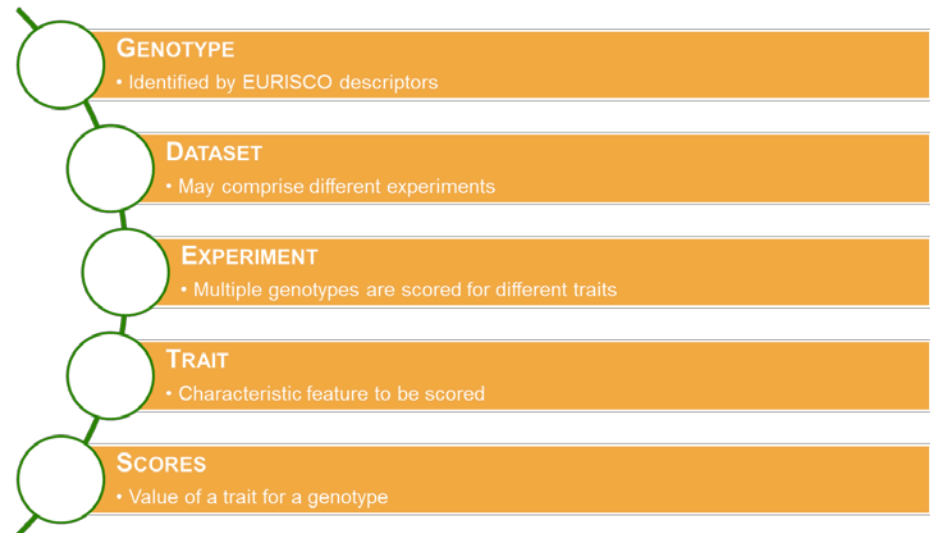 GENOTYPE
• Identified by EURISCO descriptors
DATASET
• May comprise different experiments
EXPERIMENT
• Multiple genotypes are scored for different traits
TRAIT
• Characteristic feature to be scored
SCORES
• Value of a trait for a genotype